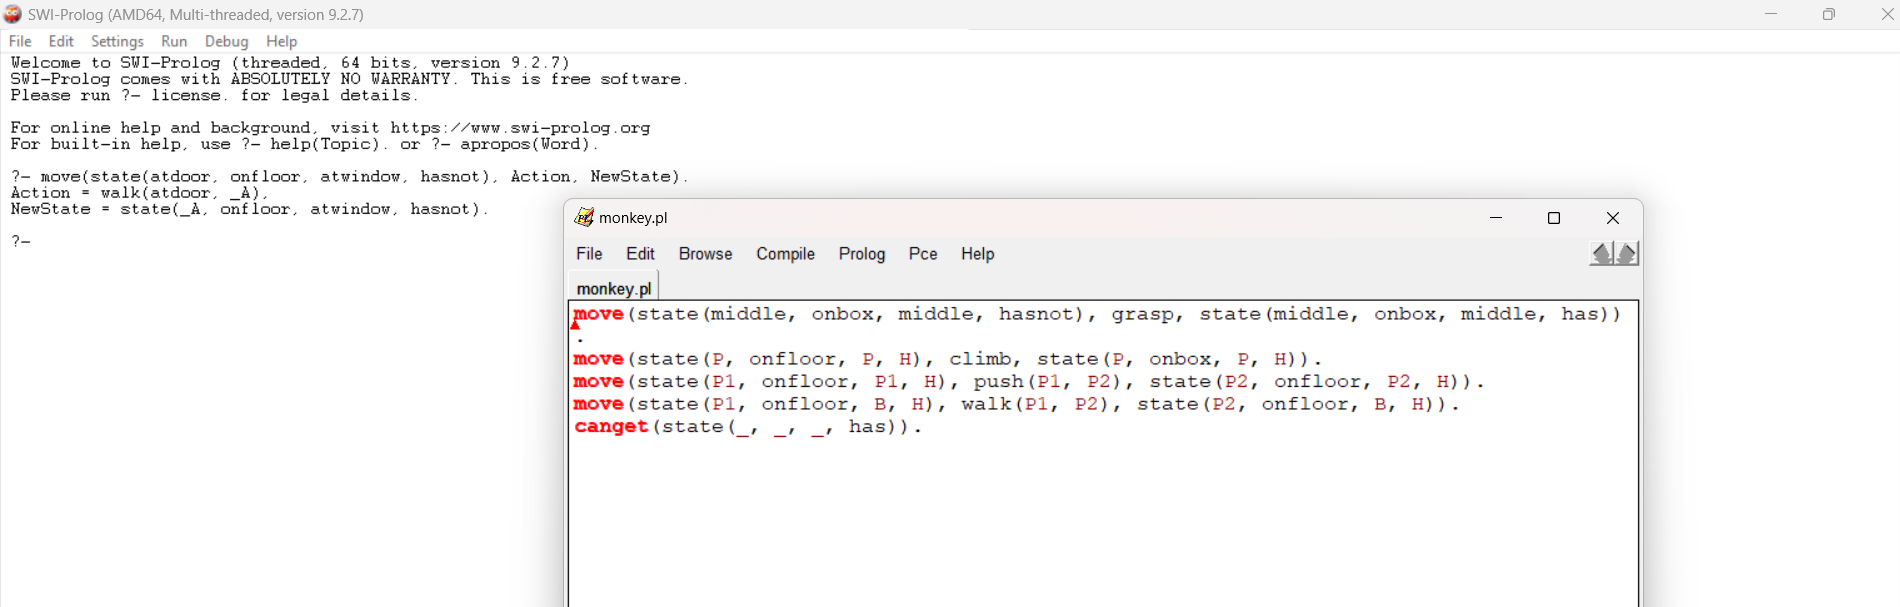 SWI-Prolog (AMD64, Multi-threaded, version 9.2.7)
File Edit Settings Run Debug Help
Welcome to SWI-Prolog (threaded, 64 bits, version 9.2.7)
SWI-Prolog comes with ABSOLUTELY NO WARRANTY. This is free software.
Please run ?- license. for legal details.
For online help and background, visit https://www.swi-prolog.org
For built-in help, use ?- help(Topic). or ?- apropos(Word).
?- move(state(atdoor, onfloor, atwindow, hasnot), Action, NewState).
Action = walk(atdoor, _A),
NewState = state(_A, onfloor, atwindow, hasnot).
?-
monkey.pl
File Edit Browse Compile Prolog Pce Help
monkey.pl
move(state(middle, onbox, middle, hasnot), grasp, state(middle, onbox, middle, has))
.
move(state(P, onfloor, P, H), climb, state(P, onbox, P, H)).
move(state(P1, onfloor, P1, H), push(P1, P2), state(P2, onfloor, P2, H)).
move(state(P1, onfloor, B, H), walk(P1, P2), state(P2, onfloor, B, H)).
canget(state(_, _, _, has)).